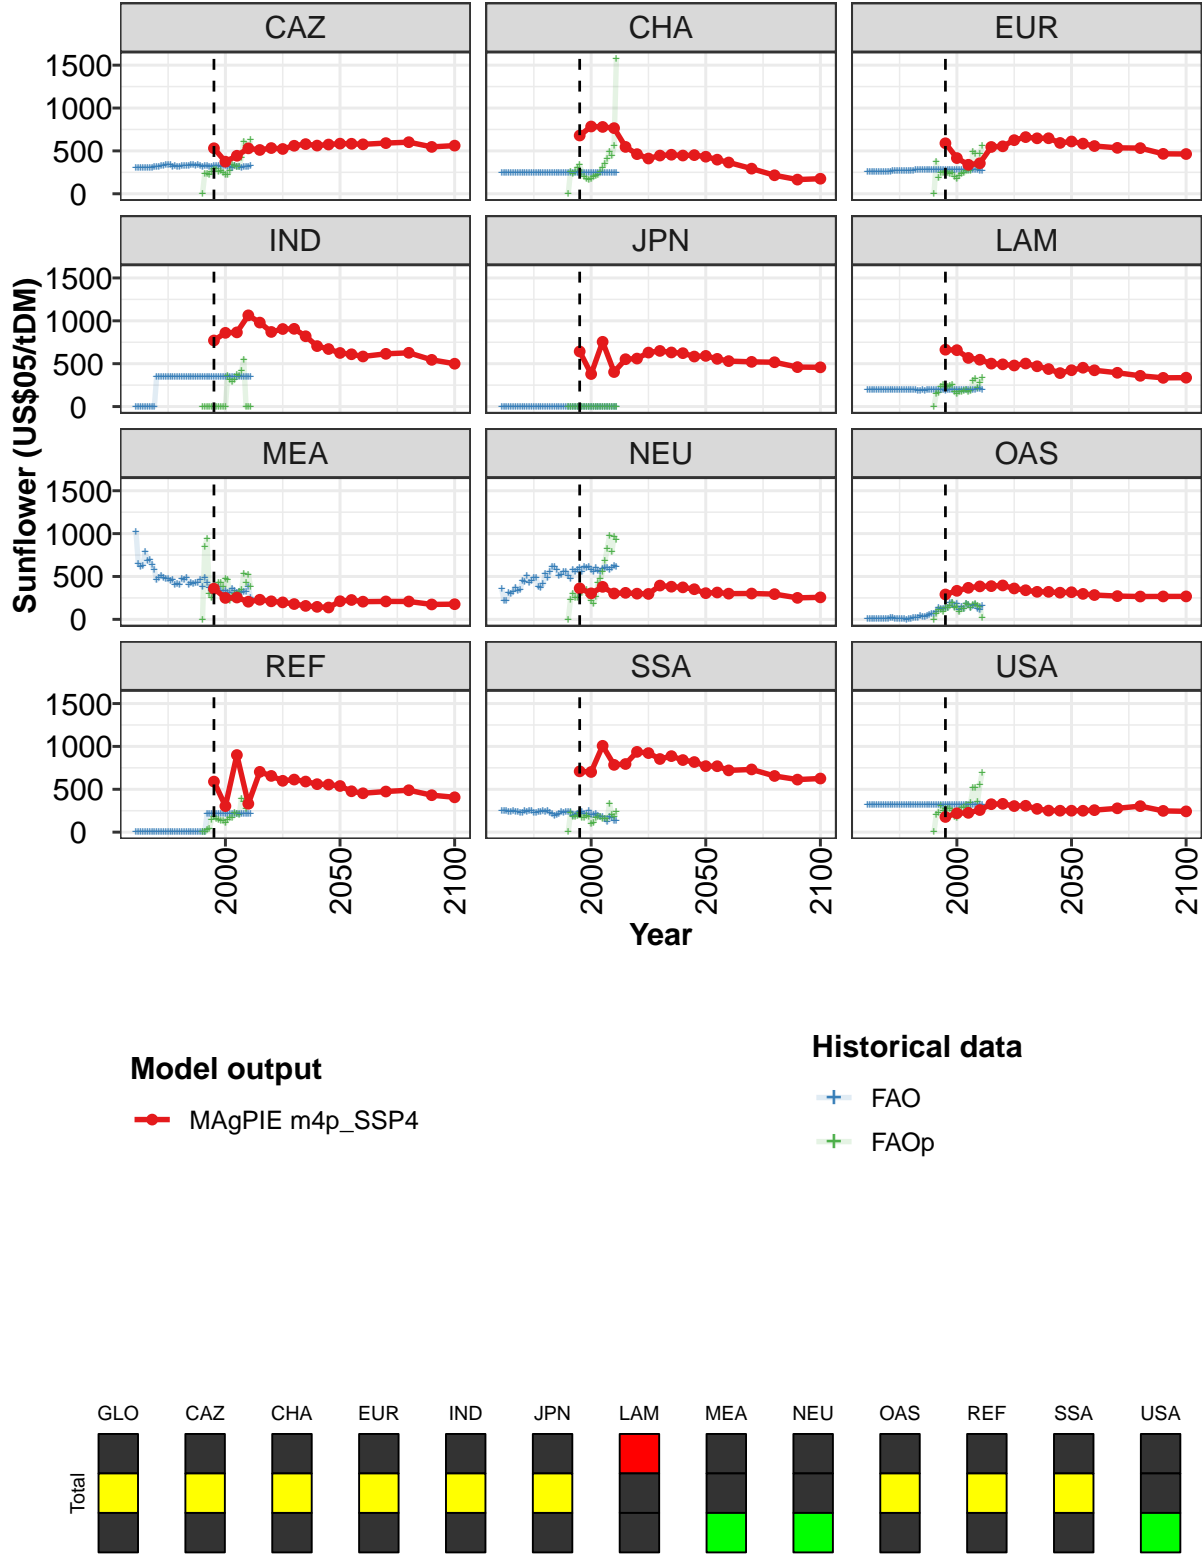 CAZ CHA EUR
1500
1000
500
0
IND JPN LAM
1500
1000
500
0
MEA NEU OAS
1500
1000
500
0
REF SSA USA
1500
1000
500
0
Sunflower (US$05/tDM)
2000 2050 2100 2000 2050 2100 2000 2050 2100
Year
Model output
MAgPIE m4p_SSP4
Historical data
FAO
FAOp
GLO CAZ CHA EUR IND JPN LAM MEA NEU OAS REF SSA USA
Total